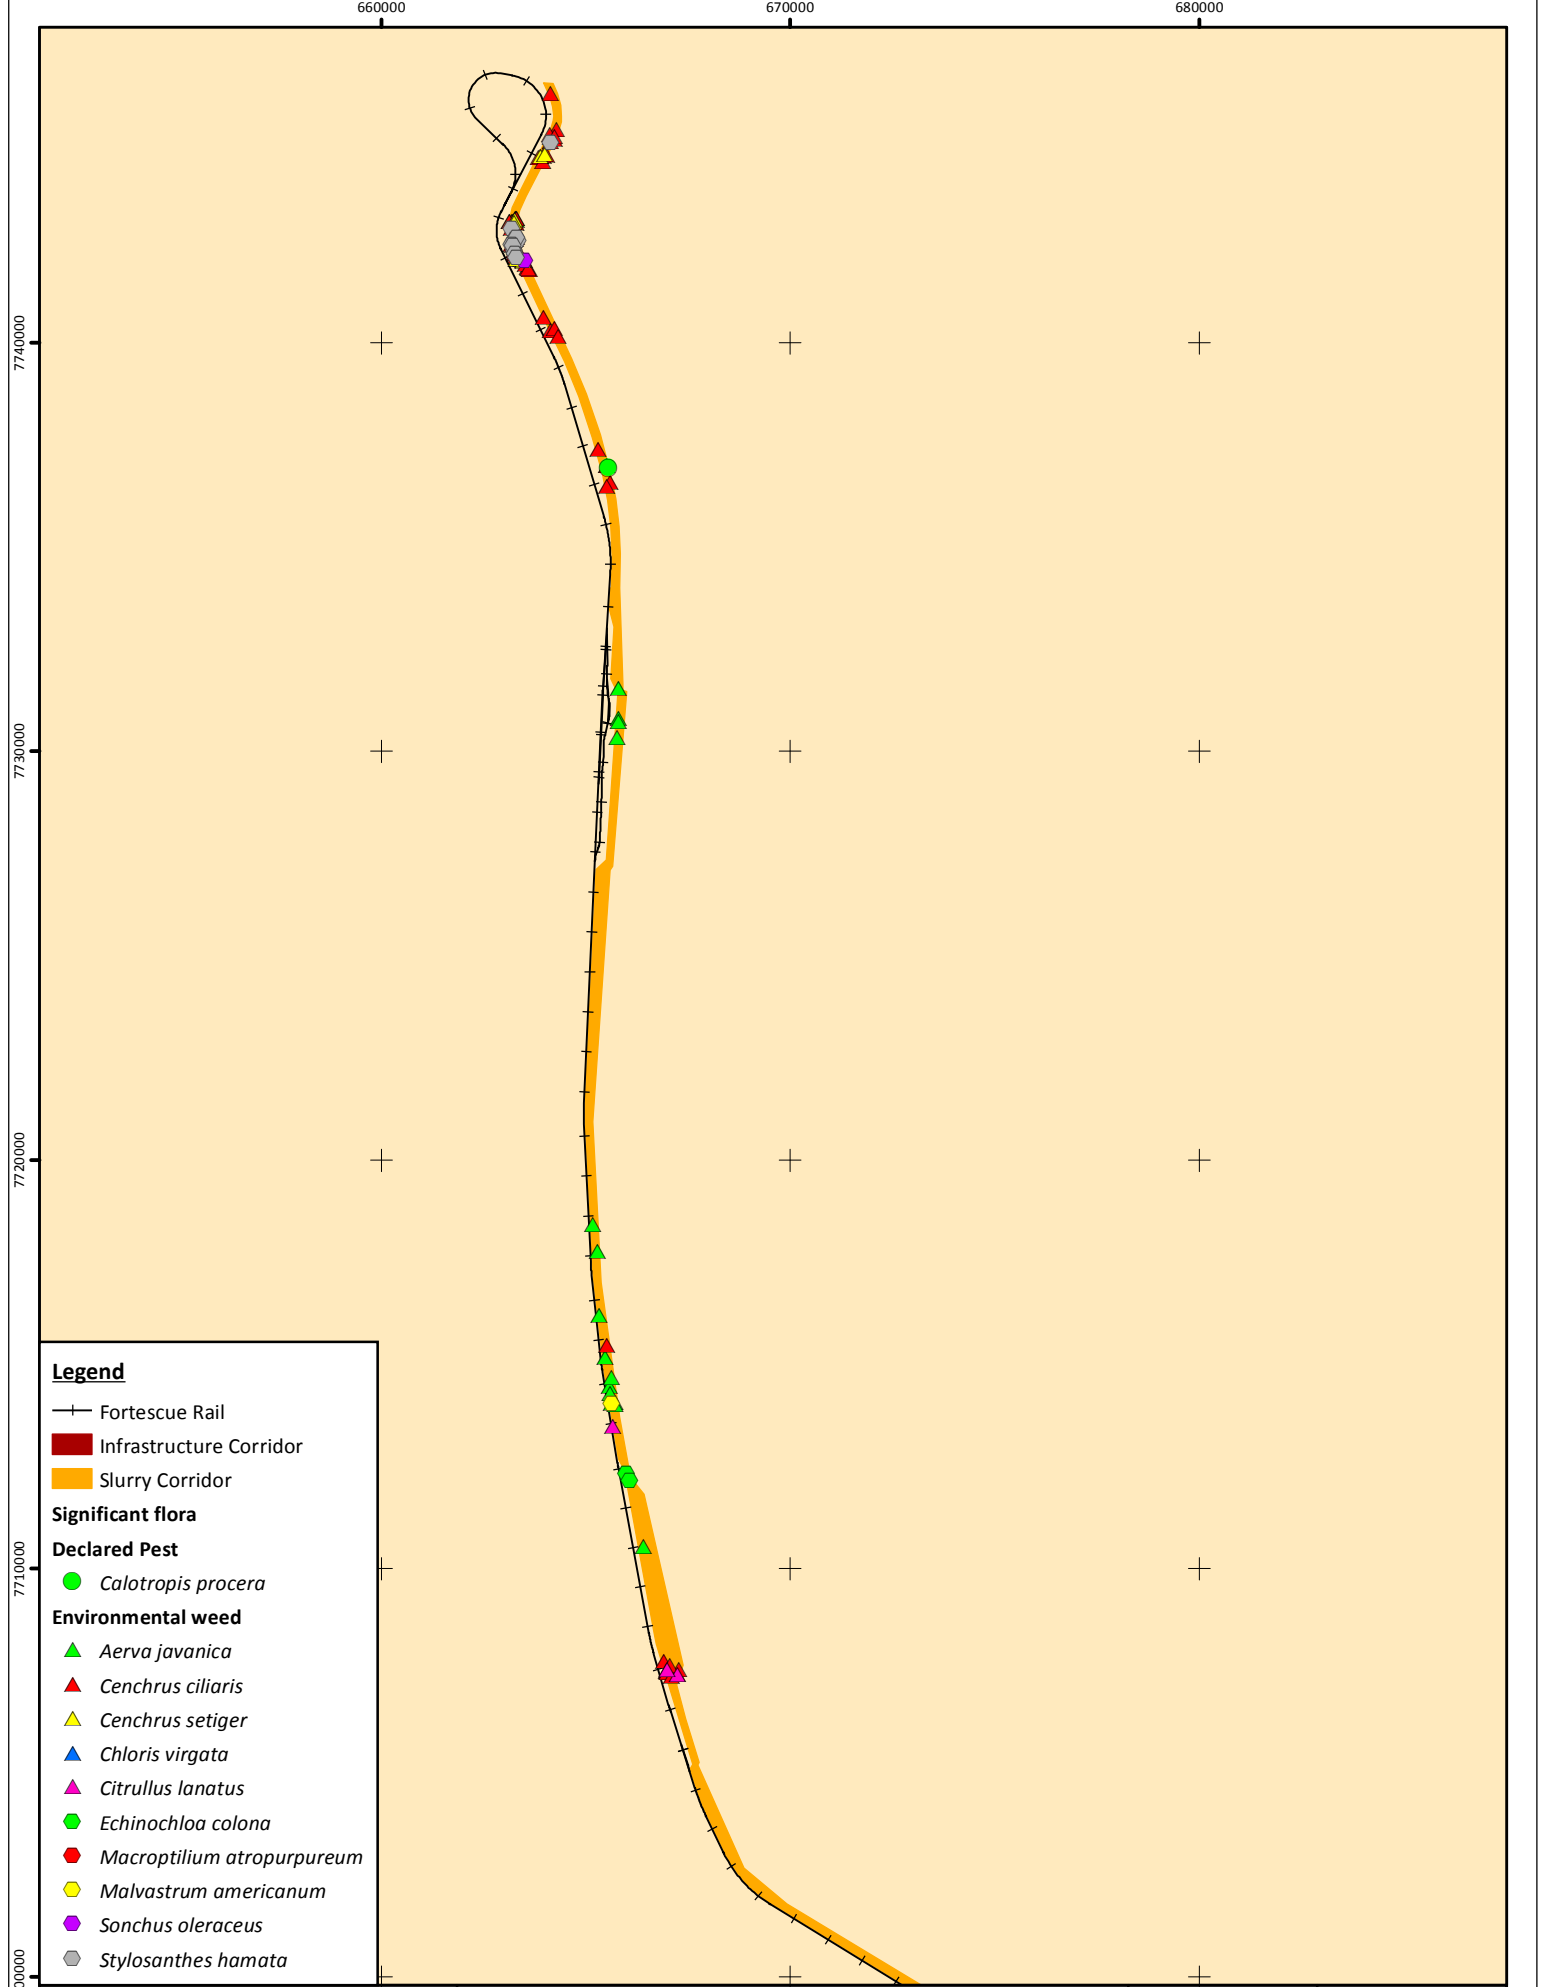 660000
670000
680000
7740000
7730000
7720000
7710000
Legend
Fortescue Rail
Infrastructure Corridor
Slurry Corridor
Significant flora
Declared Pest
Calotropis procera
Environmental weed
Aerva javanica
Cenchrus ciliaris
Cenchrus setiger
Chloris virgata
Citrullus lanatus
Echinochloa colona
Macroptilium atropurpureum
Malvastrum americanum
Sonchus oleraceus
Stylosanthes hamata